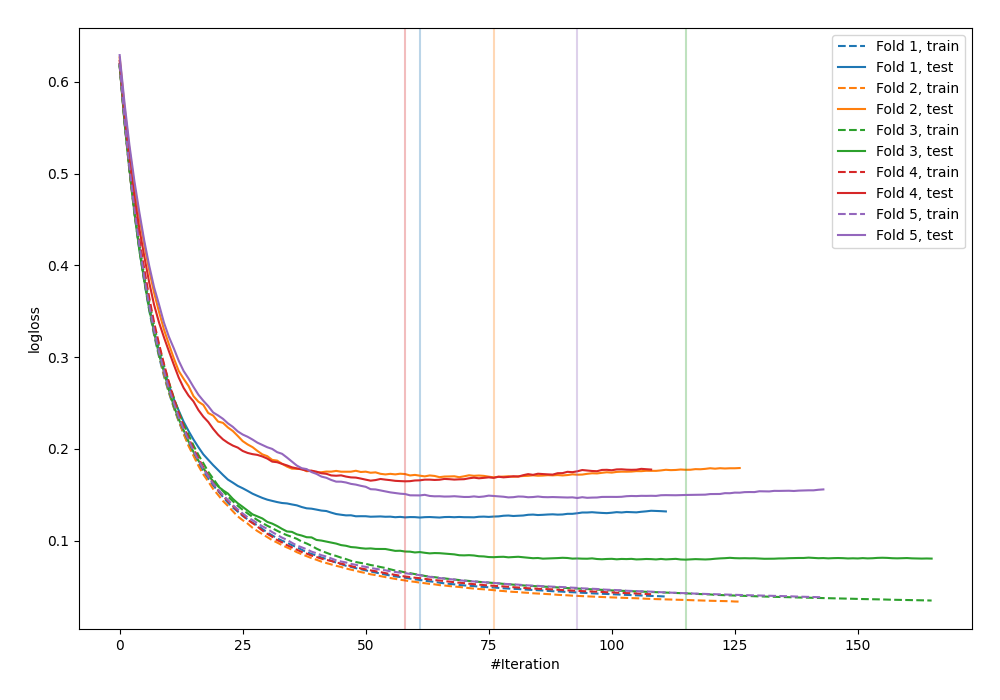 Fold 1, train
Fold 1, test
Fold 2, train
Fold 2, test
Fold 3, train
Fold 3, test
Fold 4, train
Fold 4, test
Fold 5, train
Fold 5, test
logloss
0.6
0.5
0.4
0.3
0.2
0.1
0 25 50 75 100 125 150
#Iteration